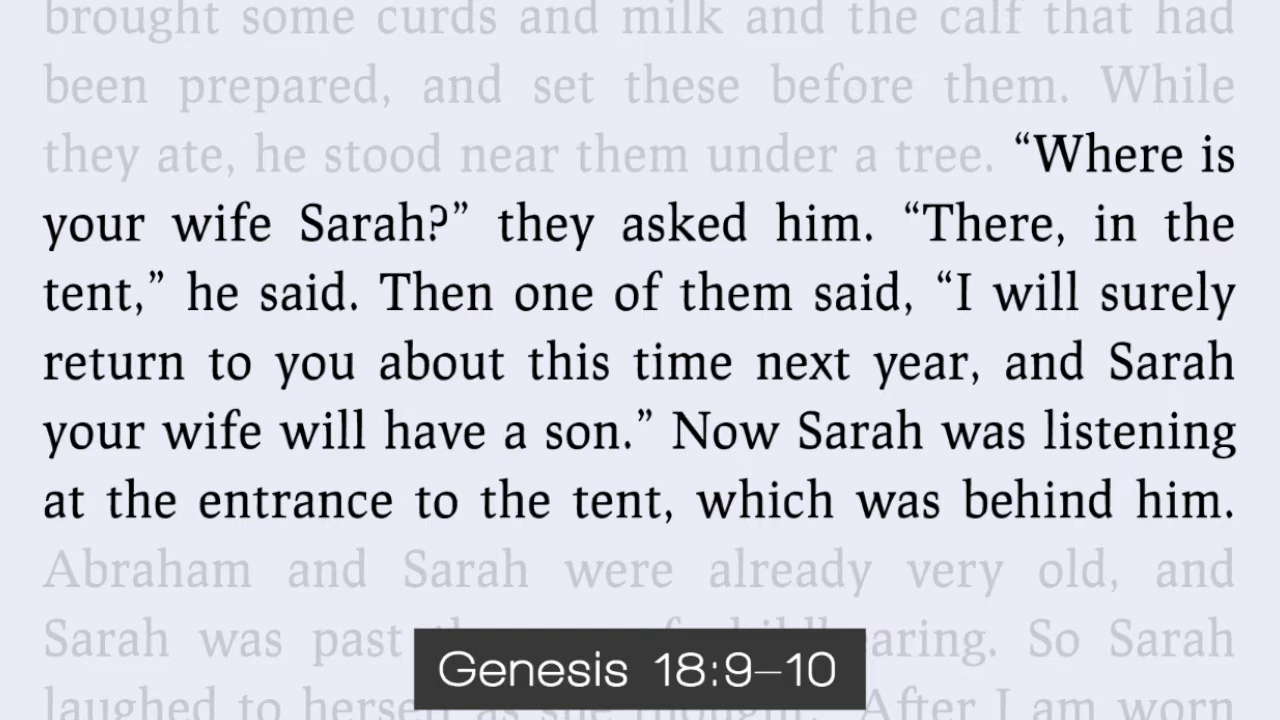 brought some curds and milk and the calf that had
been prepared, and set these before them. While
they ate, he stood near them under a tree. “Where is
your wife Sarah?” they asked him. “There, in the
tent,” he said. Then one of them said, “I will surely
return to you about this time next year, and Sarah
your wife will have a son.” Now Sarah was listening
at the entrance to the tent, which was behind him.
Abraham and Sarah were already very old, and
Sarah was past aring. So Sarah
laughed to herse After I am worn
Genesis 18:9–10